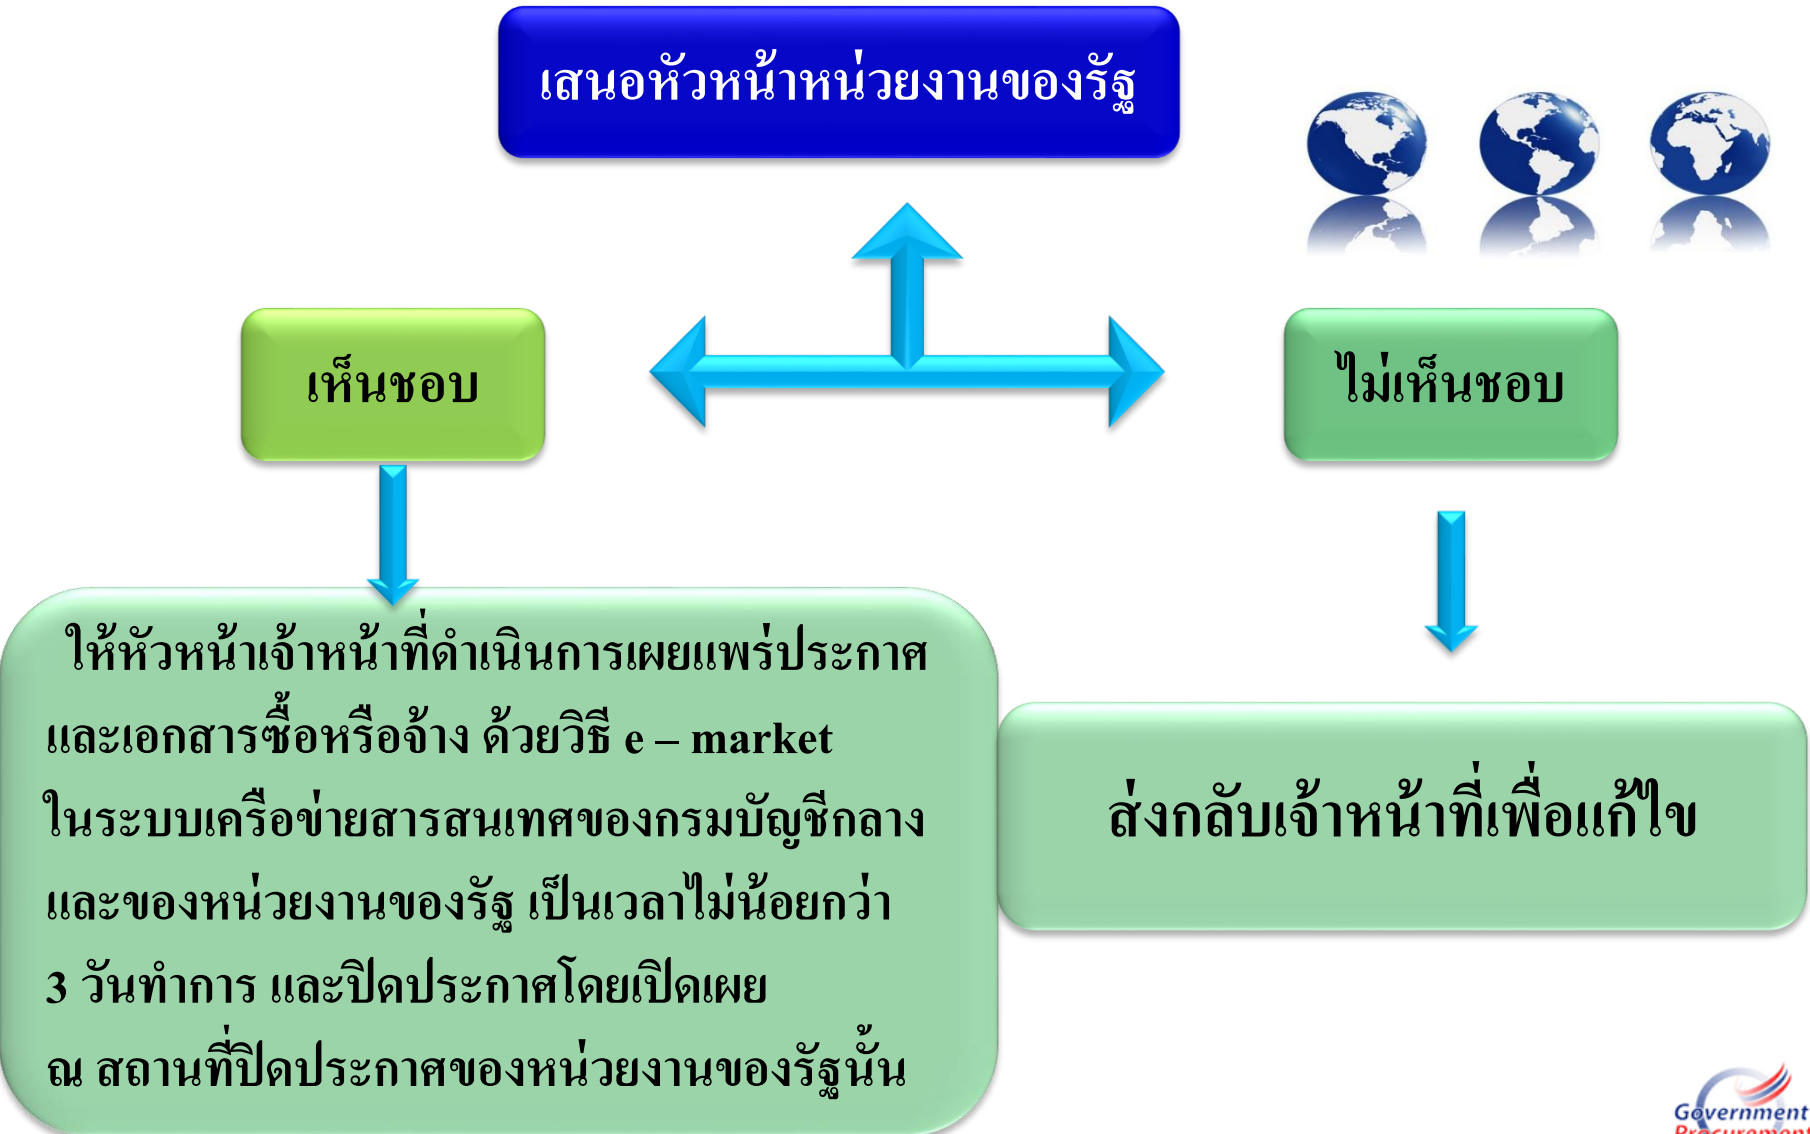 เสนอหัวหน้าหน่วยงานของรัฐ
เห็นชอบ
ไม่เห็นชอบ
ให้หัวหน้าเจ้าหน้าที่ดำเนินการเผยแพร่ประกาศ
และเอกสารซื้อหรือจ้าง ด้วยวิธี e – market
ในระบบเครือข่ายสารสนเทศของกรมบัญชีกลาง
และของหน่วยงานของรัฐ เป็นเวลาไม่น้อยกว่า
3 วันทำการ และปิดประกาศโดยเปิดเผย
ณ สถานที่ปิดประกาศของหน่วยงานของรัฐนั้น
ส่งกลับเจ้าหน้าที่เพื่อแก้ไข
Government
Procurement